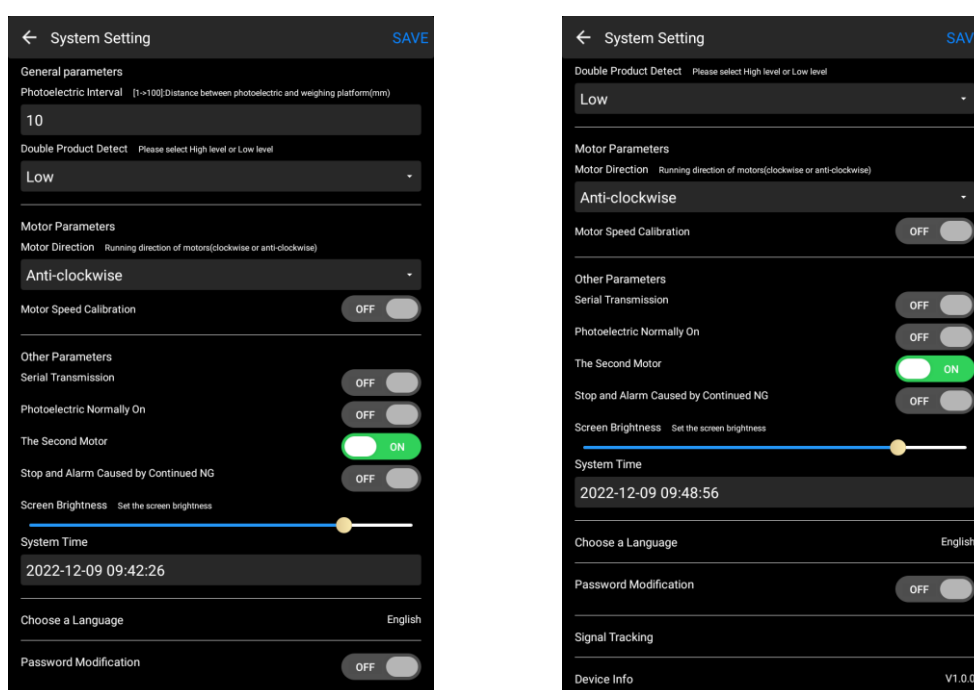 System Setting SAVE
General parameters
Photoelectric Interval [1->100]:Distance between photoelectric and weighing platform(mm)
10
Double Product Detect Please select High level or Low level
Low
Motor Parameters
Motor Direction Running direction of motors(clockwise or anti-clockwise)
Anti-clockwise
Motor Speed Calibration OFF
Other Parameters
Serial Transmission OFF
Photoelectric Normally On OFF
The Second Motor ON
Stop and Alarm Caused by Continued NG OFF
Screen Brightness Set the screen brightness
System Time
2022-12-09 09:42:26
Choose a Language English
Password Modification OFF
System Setting SAV
Double Product Detect Please select High level or Low level
Low
Motor Parameters
Motor Direction Running direction of motors(clockwise or anti-clockwise)
Anti-clockwise
Motor Speed Calibration OFF
Other Parameters
Serial Transmission OFF
Photoelectric Normally On OFF
The Second Motor ON
Stop and Alarm Caused by Continued NG OFF
Screen Brightness Set the screen brightness
System Time
2022-12-09 09:48:56
Choose a Language English
Password Modification OFF
Signal Tracking
Device Info V1.0.0